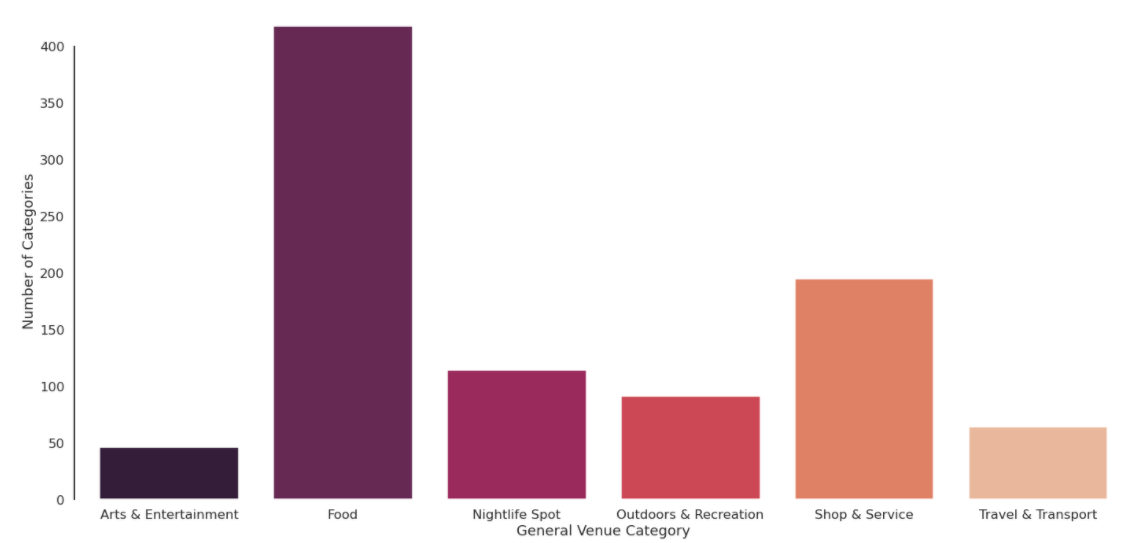 Number of Categories
400
350
300
250
200
150
100
50
0
Arts & Entertainment
Food
Nightlife Spot
Outdoors & Recreation
Shop & Service
Travel & Transport
General Venue Category